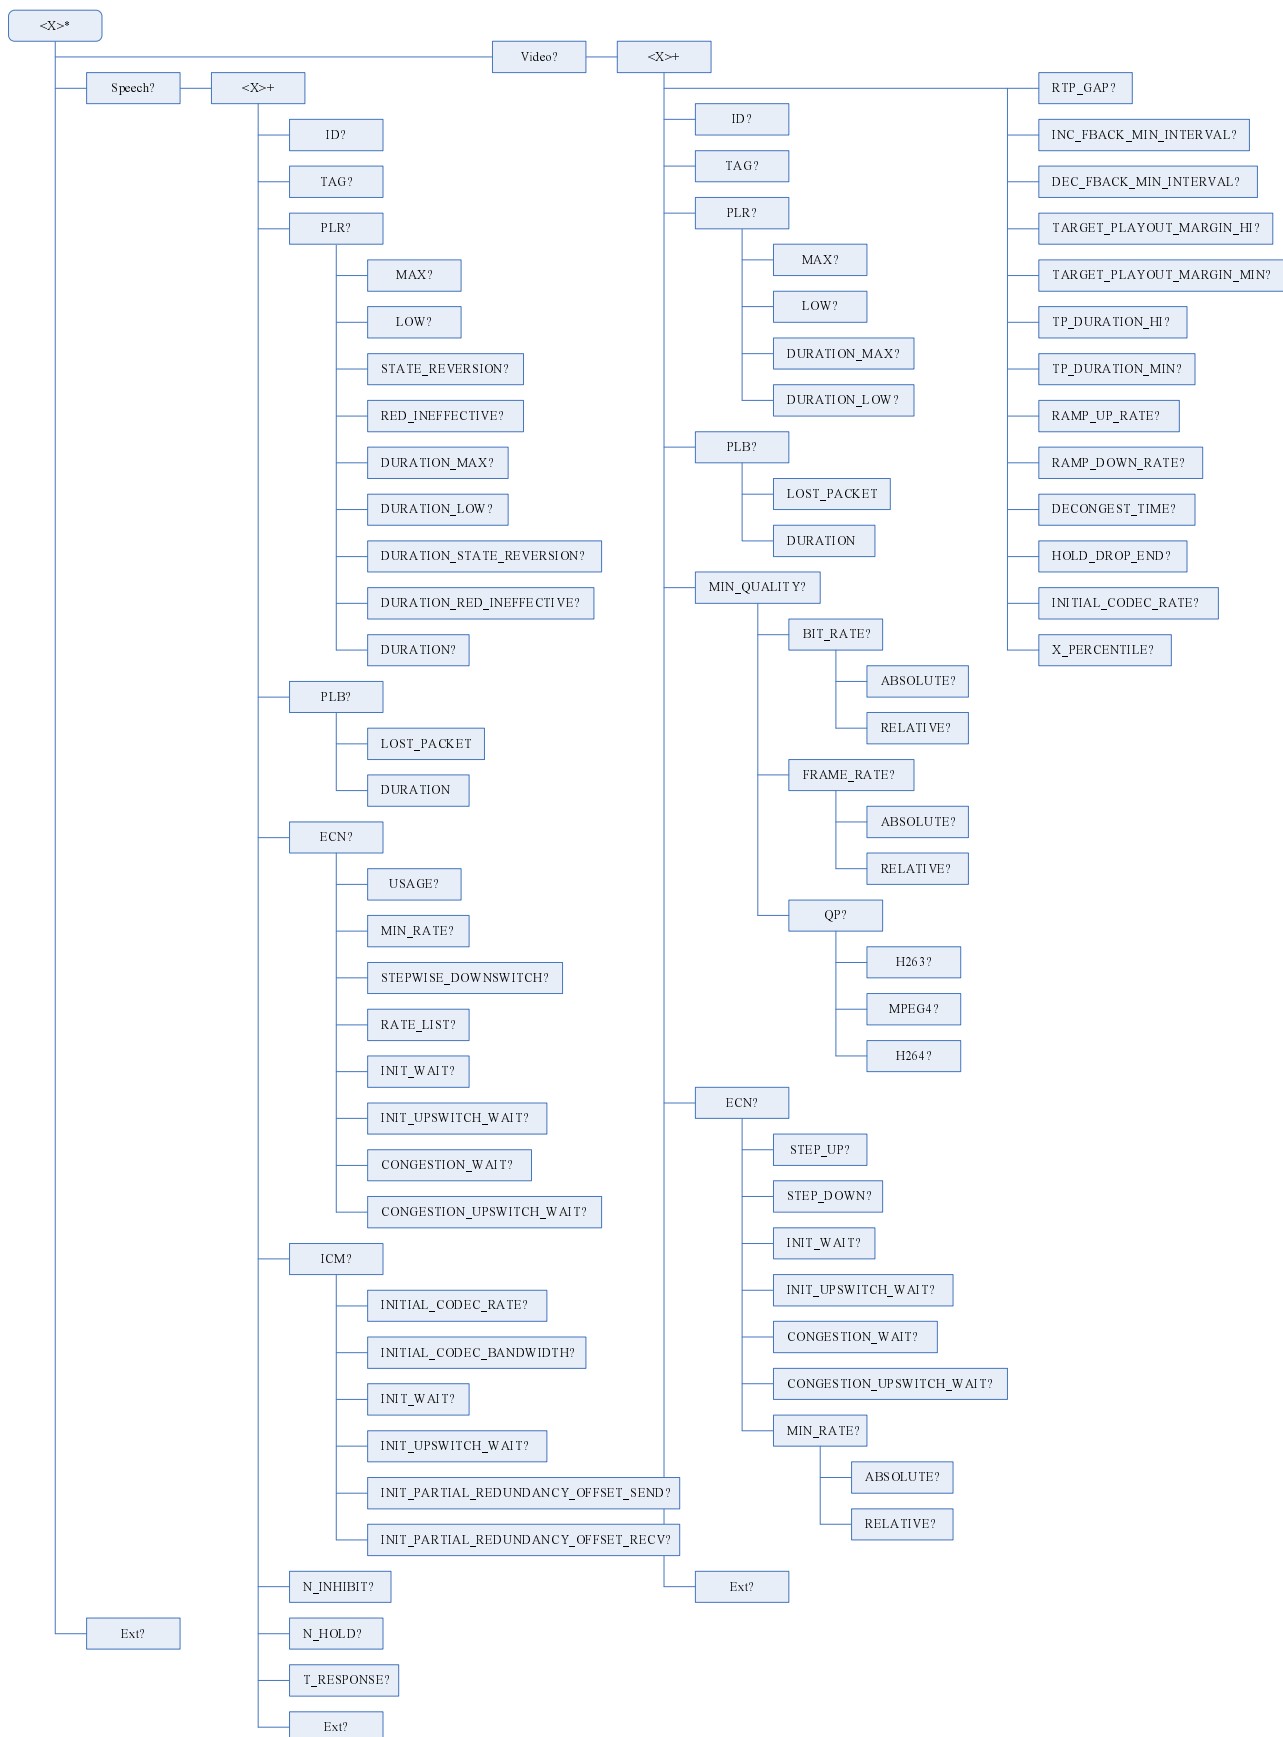 <X>*
Video?
<X>+
Speech?
<X>+
ID?
TAG?
PLR?
MAX?
LOW?
STATE_REVERSION?
RED_INEFFECTIVE?
DURATION_MAX?
DURATION_LOW?
DURATION_STATE_REVERSION?
DURATION_RED_INEFFECTIVE?
DURATION?
PLB?
LOST_PACKET
DURATION
ECN?
USAGE?
MIN_RATE?
STEPWISE_DOWNSWITCH?
RATE_LIST?
INIT_WAIT?
INIT_UPSWITCH_WAIT?
CONGESTION_WAIT?
CONGESTION_UPSWITCH_WAIT?
ICM?
INITIAL_CODEC_RATE?
INITIAL_CODEC_BANDWIDTH?
INIT_WAIT?
INIT_UPSWITCH_WAIT?
INIT_PARTIAL_REDUNDANCY_OFFSET_SEND?
INIT_PARTIAL_REDUNDANCY_OFFSET_RECV?
N_INHIBIT?
N_HOLD?
T_RESPONSE?
Ext?
Ext?
ID?
TAG?
PLR?
MAX?
LOW?
DURATION_MAX?
DURATION_LOW?
PLB?
LOST_PACKET
DURATION
MIN_QUALITY?
BIT_RATE?
ABSOLUTE?
RELATIVE?
FRAME_RATE?
ABSOLUTE?
RELATIVE?
QP?
H263?
MPEG4?
H264?
ECN?
STEP_UP?
STEP_DOWN?
INIT_WAIT?
INIT_UPSWITCH_WAIT?
CONGESTION_WAIT?
CONGESTION_UPSWITCH_WAIT?
MIN_RATE?
ABSOLUTE?
RELATIVE?
Ext?
RTP_GAP?
INC_FBACK_MIN_INTERVAL?
DEC_FBACK_MIN_INTERVAL?
TARGET_PLAYOUT_MARGIN_HI?
TARGET_PLAYOUT_MARGIN_MIN?
TP_DURATION_HI?
TP_DURATION_MIN?
RAMP_UP_RATE?
RAMP_DOWN_RATE?
DECONGEST_TIME?
HOLD_DROP_END?
INITIAL_CODEC_RATE?
X_PERCENTILE?